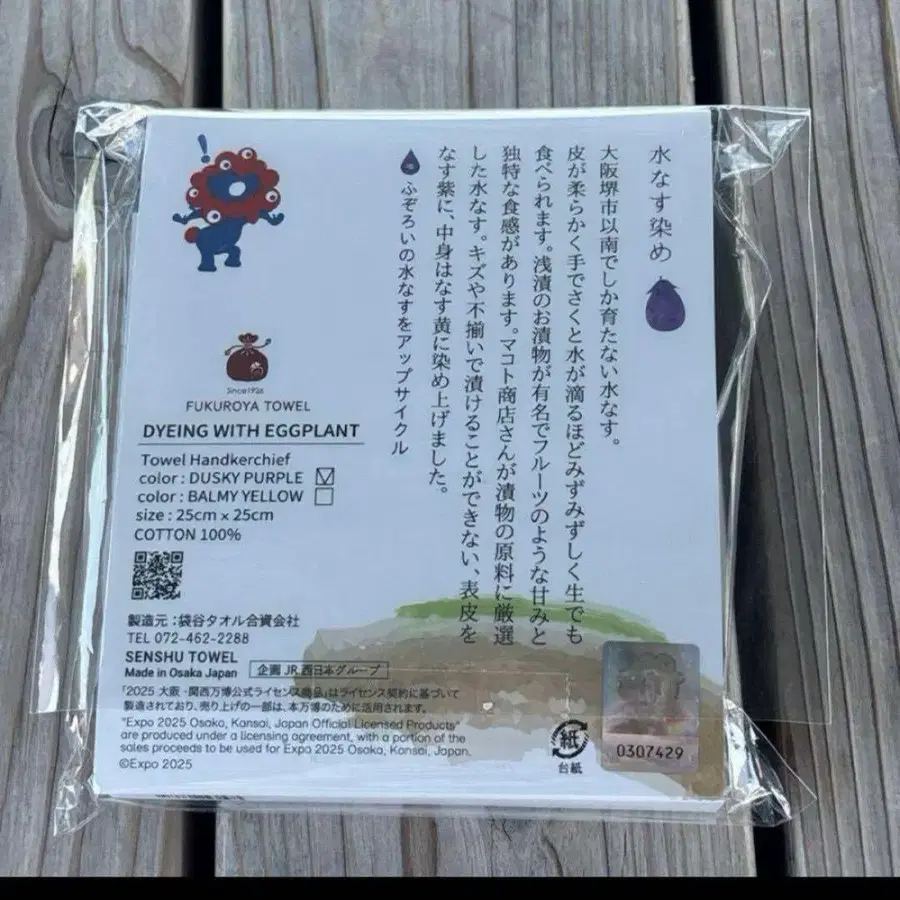 水なす染め
大阪堺市以南でしか育たない水なす。
皮が柔らかく手でさくと水が滴るほどみずみずしく生でも
食べられます。浅漬のお漬物が有名でフルーツのような甘みと
独特な食感があります。マコト商店さんが漬物の原料に厳選
した水なす。キズや不揃いで漬けることができない、表皮を
なす紫に、中身はなす黄に染め上げました。
ふぞろいの水なすをアップサイクル
!
Since1926
FUKUROYA TOWEL
DYEING WITH EGGPLANT
Towel Handkerchief
color : DUSKY PURPLE
color : BALMY YELLOW
size : 25cm x 25cm
COTTON 100%
製造元 : 袋谷タオル合資会社
TEL 072-462-2288
SENSHU TOWEL
Made in Osaka Japan
企画 JR 西日本グループ
「2025 大阪・関西万博公式ライセンス商品」はライセンス契約に基づいて
製造されており、売り上げの一部は、本万博のために活用されます。
"Expo 2025 Osaka, Kansai, Japan Official Licensed Products"
are produced under a licensing agreement, with a portion of the
sales proceeds to be used for Expo 2025 Osaka, Kansai, Japan.
©Expo 2025
紙
台紙
0307429